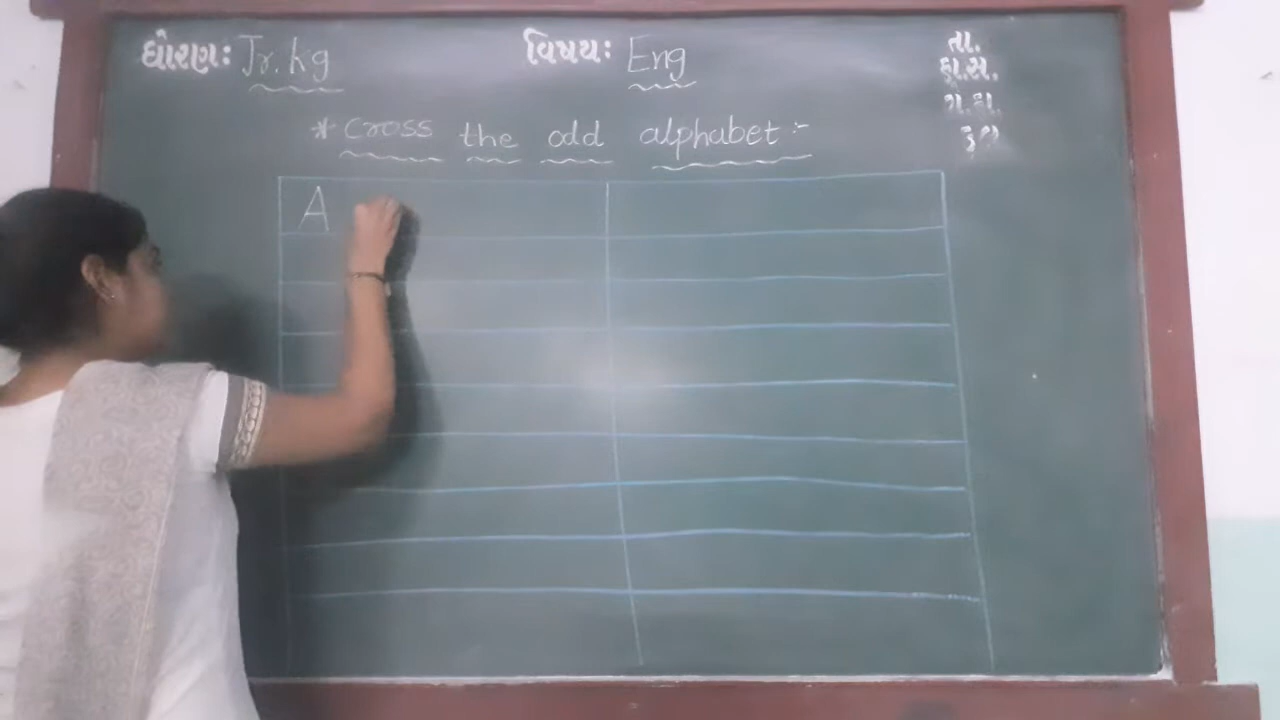 ધોરણ: Jr. kg વિષય: Eng તા.
હા.સ.
ગ.હા.
કુલ
* Cross the odd alphabet :-
A